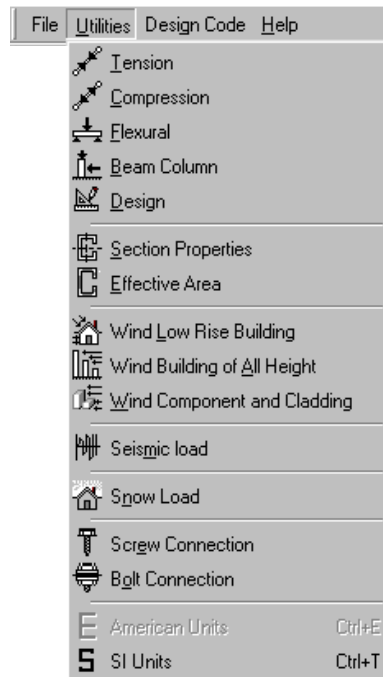 File Utilities Design Code Help
Tension
Compression
Flexural
Beam Column
Design
Section Properties
Effective Area
Wind Low Rise Building
Wind Building of All Height
Wind Component and Cladding
Seismic load
Snow Load
Screw Connection
Bolt Connection
E American Units Ctrl+E
S SI Units Ctrl+T